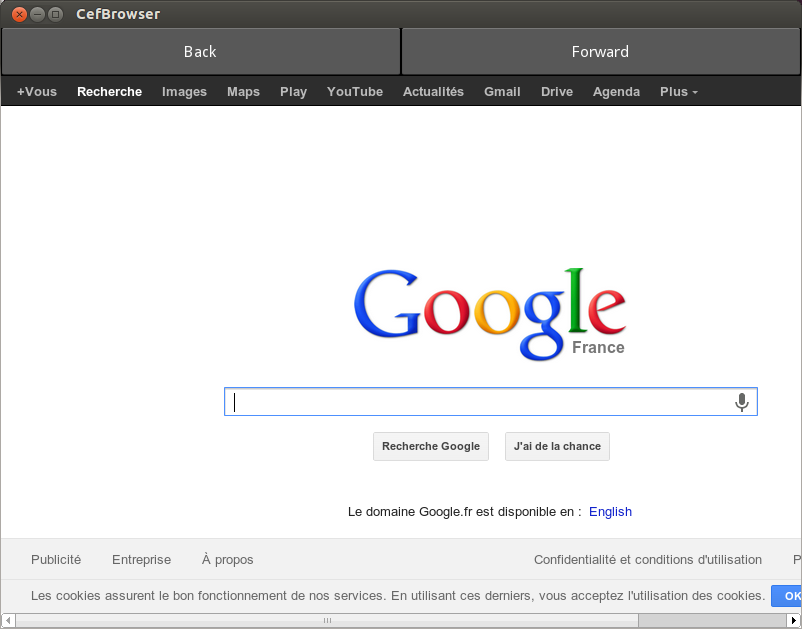 CefBrowser
Back Forward
+Vous Recherche Images Maps Play YouTube Actualités Gmail Drive Agenda Plus
Google
France
Recherche Google J'ai de la chance
Le domaine Google.fr est disponible en : English
Publicité Entreprise À propos Confidentialité et conditions d'utilisation P
Les cookies assurent le bon fonctionnement de nos services. En utilisant ces derniers, vous acceptez l'utilisation des cookies. OK